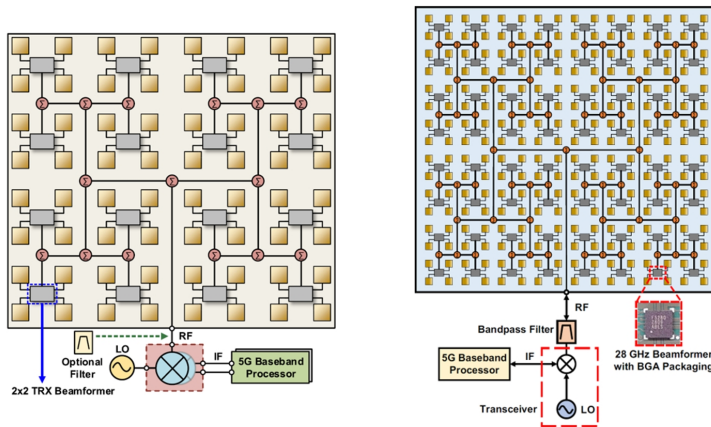 Σ Σ Σ Σ Σ Σ
Σ Σ Σ
Σ Σ Σ Σ Σ Σ
RF
Optional
Filter
LO
IF
5G Baseband
Processor
2x2 TRX Beamformer
RF
Bandpass Filter
5G Baseband
Processor
IF
Transceiver
LO
28 GHz Beamformer
with BGA Packaging